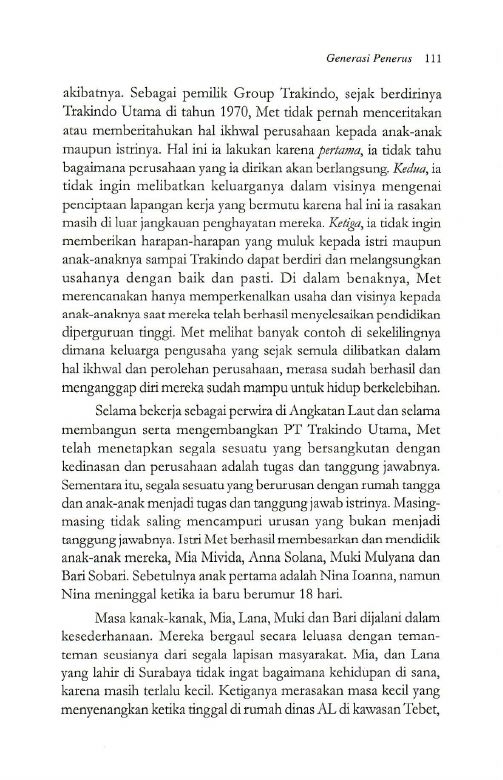 Generasi Penerus 111
akibatnya. Sebagai pemilik Group Trakindo, sejak berdirinya
Trakindo Utama di tahun 1970, Met tidak pernah menceritakan
atau memberitahukan hal ikhwal perusahaan kepada anak-anak
maupun istrinya. Hal ini ia lakukan karena pertama, ia tidak tahu
bagaimana perusahaan yang ia dirikan akan berlangsung. Kedua, ia
tidak ingin melibatkan keluarganya dalam visinya mengenai
penciptaan lapangan kerja yang bermutu karena hal ini ia rasakan
masih di luar jangkauan penghayatan mereka. Ketiga, ia tidak ingin
memberikan harapan-harapan yang muluk kepada istri maupun
anak-anaknya sampai Trakindo dapat berdiri dan melangsungkan
usahanya dengan baik dan pasti. Di dalam benaknya, Met
merencanakan hanya memperkenalkan usaha dan visinya kepada
anak-anaknya saat mereka telah berhasil menyelesaikan pendidikan
diperguruan tinggi. Met melihat banyak contoh di sekelilingnya
dimana keluarga pengusaha yang sejak semula dilibatkan dalam
hal ikhwal dan perolehan perusahaan, merasa sudah berhasil dan
menganggap diri mereka sudah mampu untuk hidup berkelebihan.
Selama bekerja sebagai perwira di Angkatan Laut dan selama
membangun serta mengembangkan PT Trakindo Utama, Met
telah menetapkan segala sesuatu yang bersangkutan dengan
kedinasan dan perusahaan adalah tugas dan tanggung jawabnya.
Sementara itu, segala sesuatu yang berurusan dengan rumah tangga
dan anak-anak menjadi tugas dan tanggung jawab istrinya. Masing-
masing tidak saling mencampuri urusan yang bukan menjadi
tanggung jawabnya. Istri Met berhasil membesarkan dan mendidik
anak-anak mereka, Mia Mivida, Anna Solana, Muki Mulyana dan
Bari Sobari. Sebetulnya anak pertama adalah Nina Ioanna, namun
Nina meninggal ketika ia baru berumur 18 hari.
Masa kanak-kanak, Mia, Lana, Muki dan Bari dijalani dalam
kesederhanaan. Mereka bergaul secara leluasa dengan teman-
teman seusianya dari segala lapisan masyarakat. Mia, dan Lana
yang lahir di Surabaya tidak ingat bagaimana kehidupan di sana,
karena masih terlalu kecil. Ketiganya merasakan masa kecil yang
menyenangkan ketika tinggal di rumah dinas AL di kawasan Tebet,